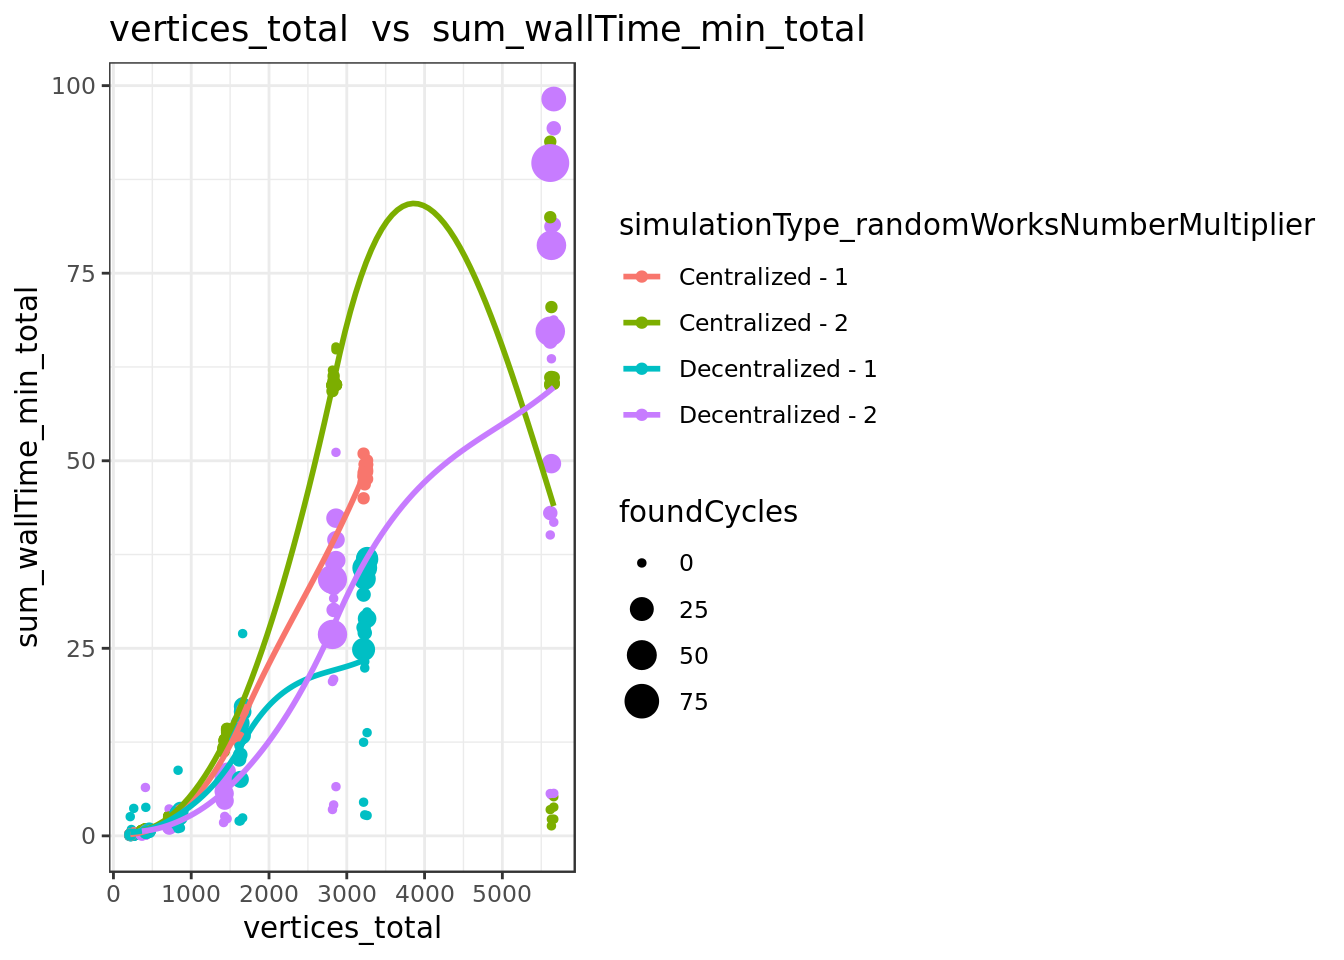 vertices_total vs sum_wallTime_min_total
sum_wallTime_min_total
100
75
50
25
0
0 1000 2000 3000 4000 5000
vertices_total
simulationType_randomWorksNumberMultiplier
Centralized - 1
Centralized - 2
Decentralized - 1
Decentralized - 2
foundCycles
0
25
50
75